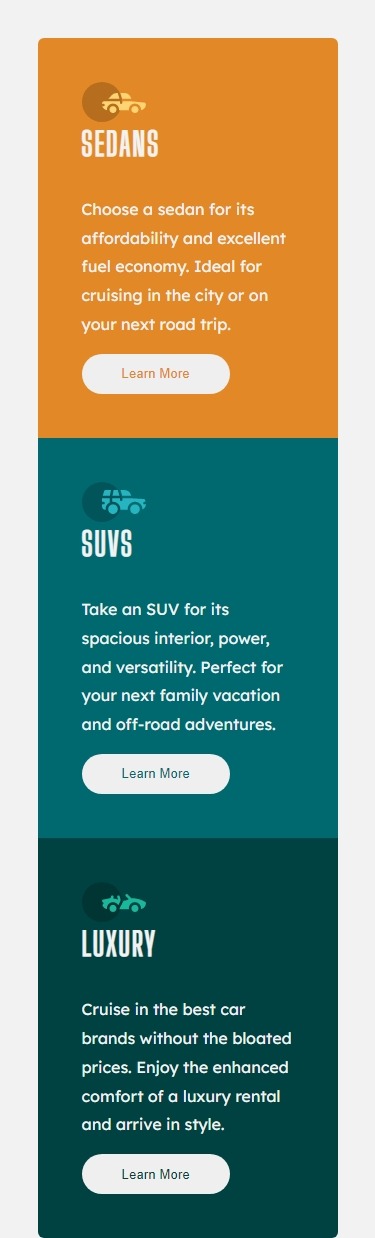 SEDANS
Choose a sedan for its
affordability and excellent
fuel economy. Ideal for
cruising in the city or on
your next road trip.
Learn More
SUVS
Take an SUV for its
spacious interior, power,
and versatility. Perfect for
your next family vacation
and off-road adventures.
Learn More
LUXURY
Cruise in the best car
brands without the bloated
prices. Enjoy the enhanced
comfort of a luxury rental
and arrive in style.
Learn More